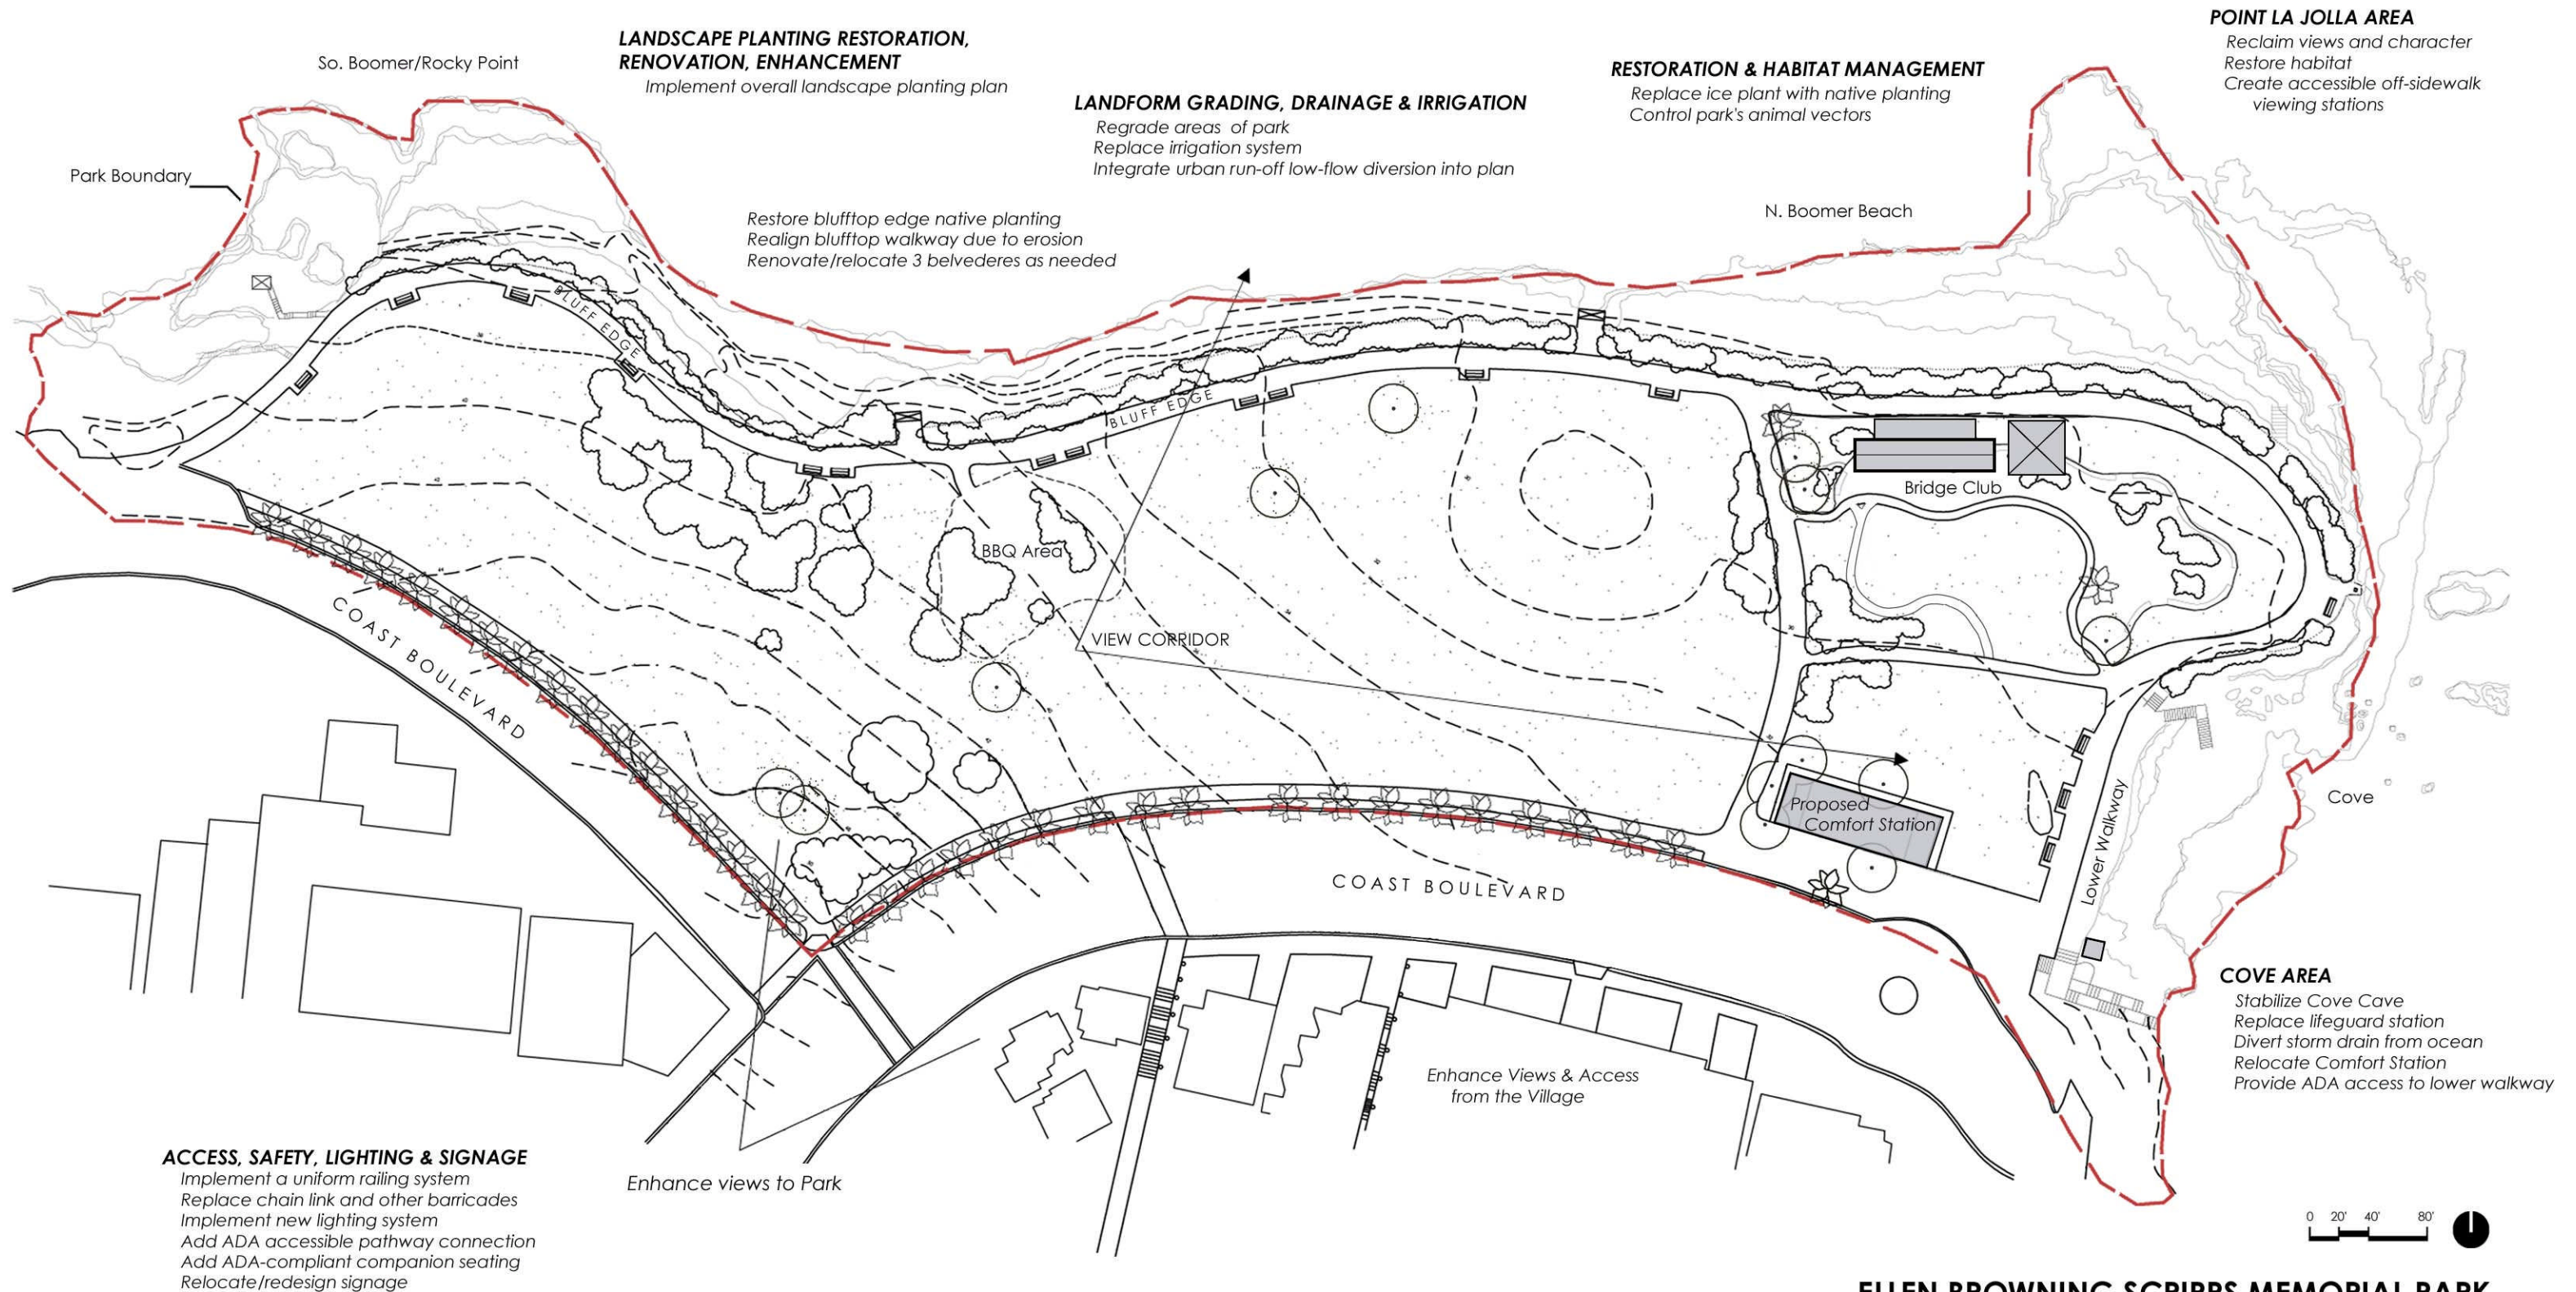 POINT LA JOLLA AREA
Reclaim views and character
Restore habitat
Create accessible off-sidewalk
viewing stations
LANDSCAPE PLANTING RESTORATION,
RENOVATION, ENHANCEMENT
Implement overall landscape planting plan
So. Boomer/Rocky Point
RESTORATION & HABITAT MANAGEMENT
Replace ice plant with native planting
Control park's animal vectors
LANDFORM GRADING, DRAINAGE & IRRIGATION
Regrade areas of park
Replace irrigation system
Integrate urban run-off low-flow diversion into plan
Park Boundary
N. Boomer Beach
Restore blufftop edge native planting
Realign blufftop walkway due to erosion
Renovate/relocate 3 belvederes as needed
BLUFF EDGE
BLUFF EDGE
Bridge Club
BBQ Area
VIEW CORRIDOR
COAST BOULEVARD
Proposed
Comfort Station
Cove
Lower Walkway
COAST BOULEVARD
COVE AREA
Stabilize Cove Cave
Replace lifeguard station
Divert storm drain from ocean
Relocate Comfort Station
Provide ADA access to lower walkway
Enhance Views & Access
from the Village
ACCESS, SAFETY, LIGHTING & SIGNAGE
Implement a uniform railing system
Replace chain link and other barricades
Implement new lighting system
Add ADA accessible pathway connection
Add ADA-compliant companion seating
Relocate/redesign signage
Enhance views to Park
0 20' 40' 80'
ELLEN BROWNING SCRIPPS MEMORIAL PARK